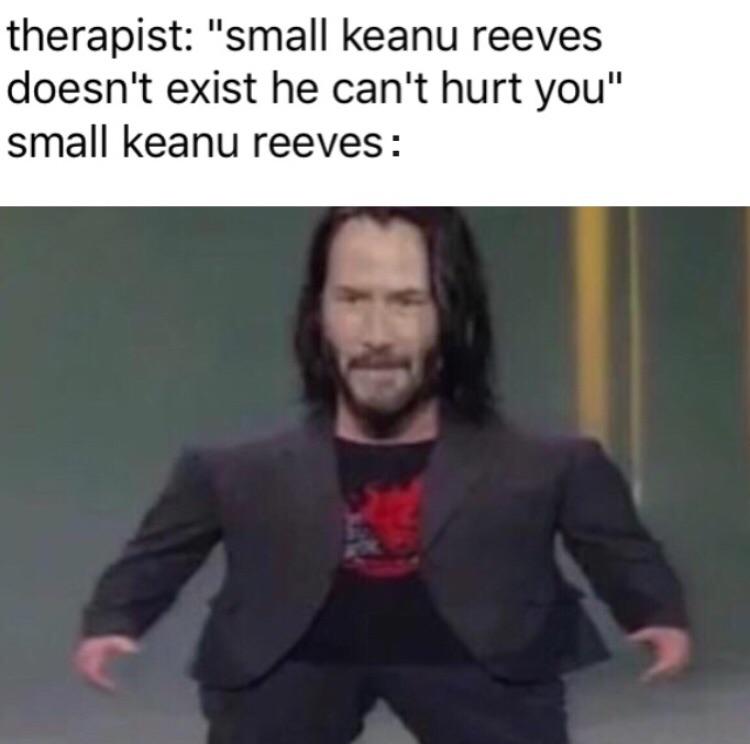 therapist: "small keanu reeves
doesn't exist he can't hurt you"
small keanu reeves: